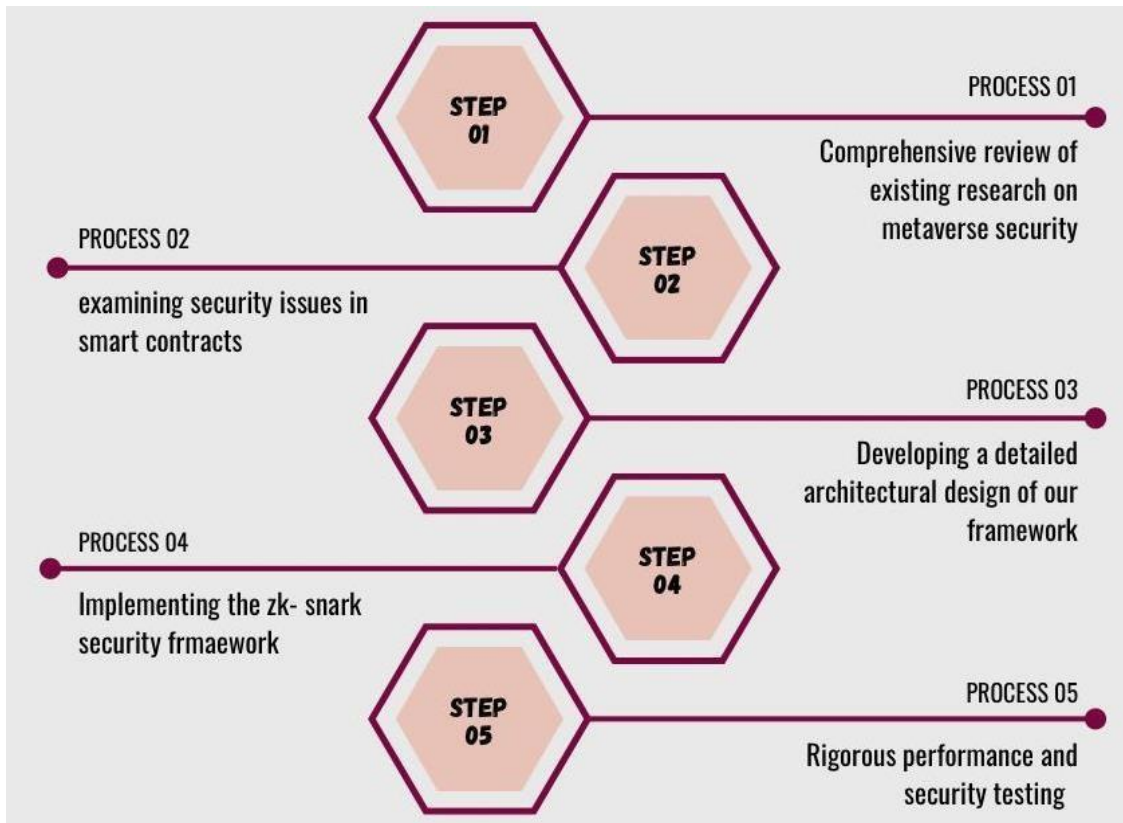 STEP
01
PROCESS 01
Comprehensive review of
existing research on
metaverse security
STEP
02
PROCESS 02
examining security issues in
smart contracts
STEP
03
PROCESS 03
Developing a detailed
architectural design of our
framework
STEP
04
PROCESS 04
Implementing the zk- snark
security frmaework
STEP
05
PROCESS 05
Rigorous performance and
security testing